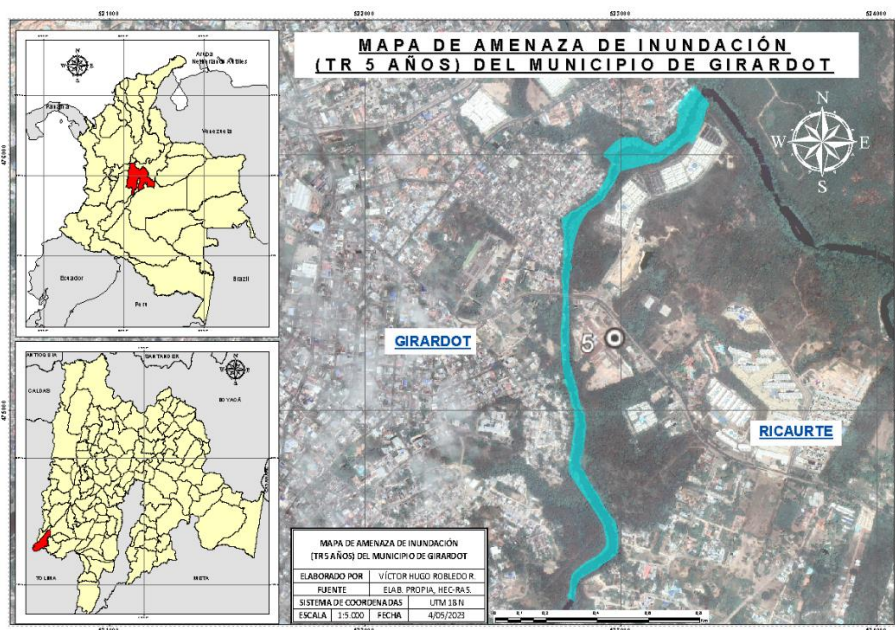 MAPA DE AMENAZA DE INUNDACIÓN
(TR 5 AÑOS) DEL MUNICIPIO DE GIRARDOT
N
W E
S
Venezuela
Ecuador
Brazil
Peru
ANTIOQUIA
SANTANDER
CALDAS
BOYACÁ
TOLIMA
META
GIRARDOT
5
RICAURTE
MAPA DE AMENAZA DE INUNDACIÓN
(TR 5 AÑOS) DEL MUNICIPIO DE GIRARDOT
ELABORADO POR VÍCTOR HUGO ROBLEDO R.
FUENTE ELAB. PROPIA, HEC-RAS.
SISTEMA DE COORDENADAS UTM 18 N
ESCALA 1:5.000 FECHA 4/05/2023